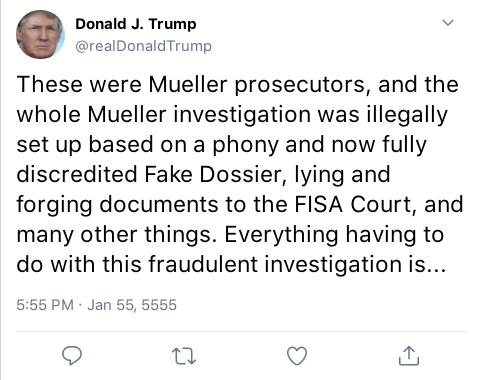 Donald J. Trump
@realDonaldTrump
These were Mueller prosecutors, and the
whole Mueller investigation was illegally
set up based on a phony and now fully
discredited Fake Dossier, lying and
forging documents to the FISA Court, and
many other things. Everything having to
do with this fraudulent investigation is...
5:55 PM · Jan 55, 5555